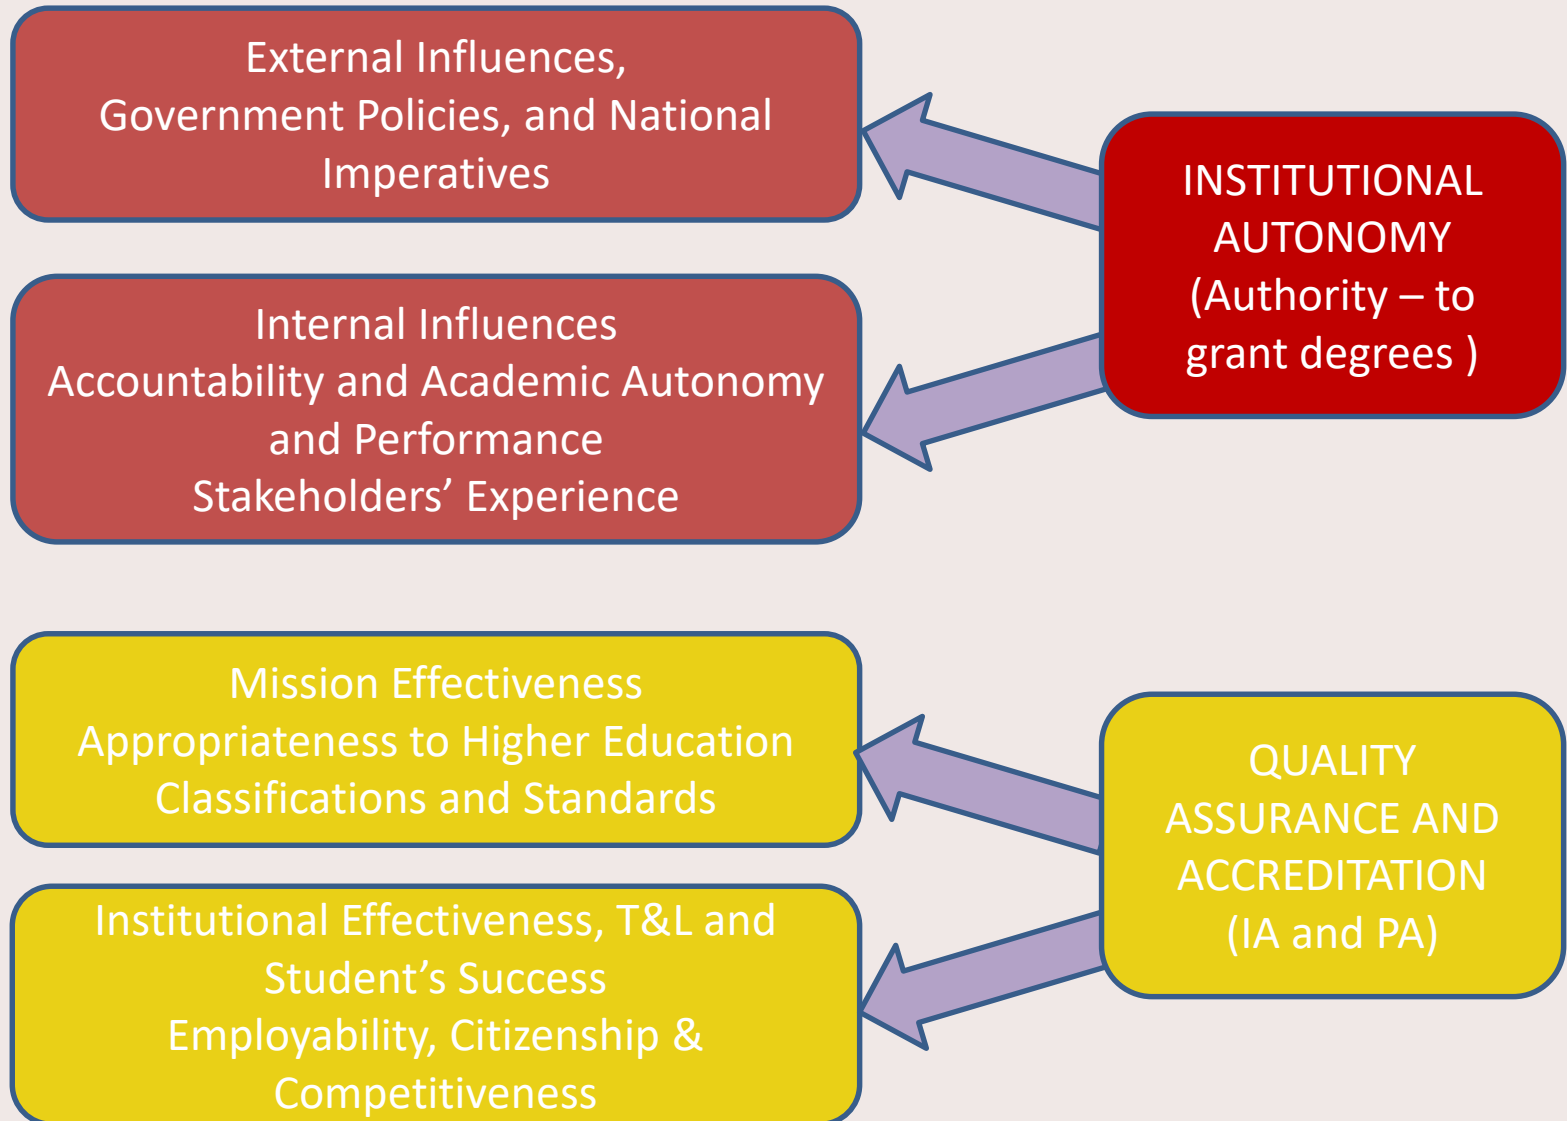 External Influences,
Government Policies, and National
Imperatives
INSTITUTIONAL
AUTONOMY
(Authority – to
grant degrees )
Internal Influences
Accountability and Academic Autonomy
and Performance
Stakeholders’ Experience
Mission Effectiveness
Appropriateness to Higher Education
Classifications and Standards
QUALITY
ASSURANCE AND
ACCREDITATION
(IA and PA)
Institutional Effectiveness, T&L and
Student’s Success
Employability, Citizenship &
Competitiveness